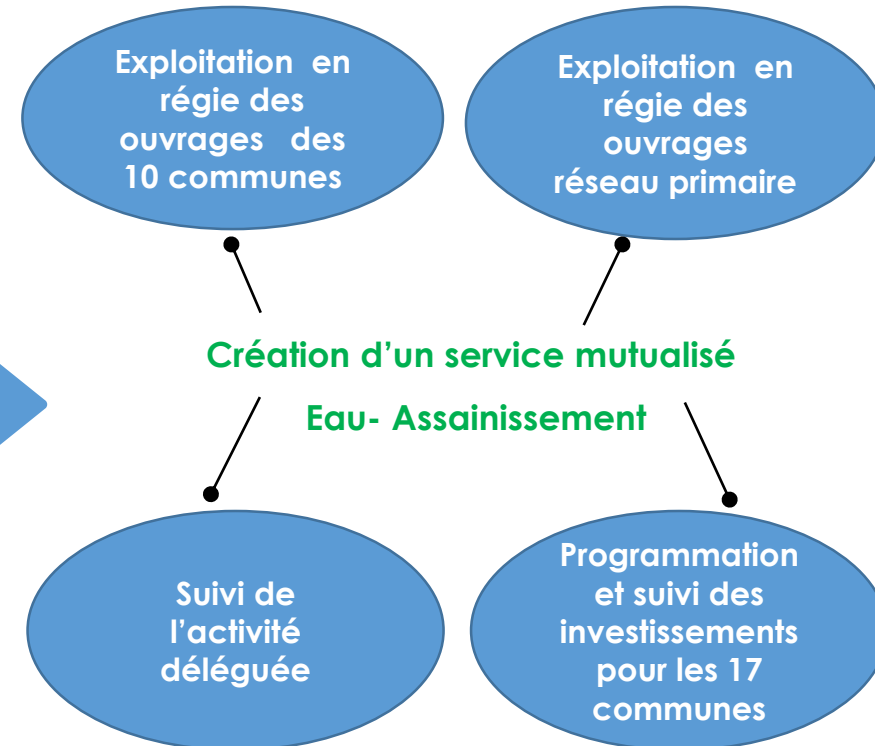 Exploitation en
régie des
ouvrages des
10 communes
Exploitation en
régie des
ouvrages
réseau primaire
Création d'un service mutualisé
Eau- Assainissement
Suivi de
l'activité
déléguée
Programmation
et suivi des
investissements
pour les 17
communes